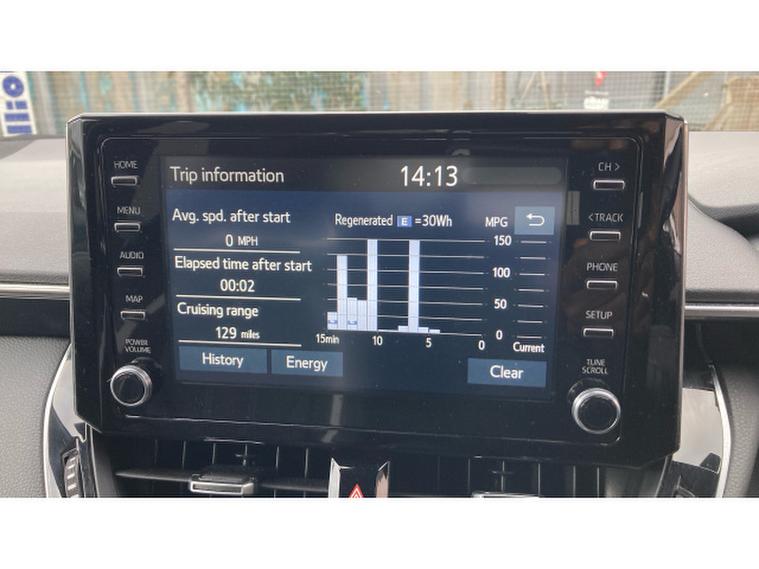 HOME
MENU
AUDIO
MAP
POWER
VOLUME
Trip information 14:13
Avg. spd. after start
0 MPH
Elapsed time after start
00:02
Cruising range
129 miles
Regenerated E =30Wh MPG
150
100
50
0
15min 10 5 0 Current
History Energy Clear
CH >
< TRACK
PHONE
SETUP
TUNE
SCROLL